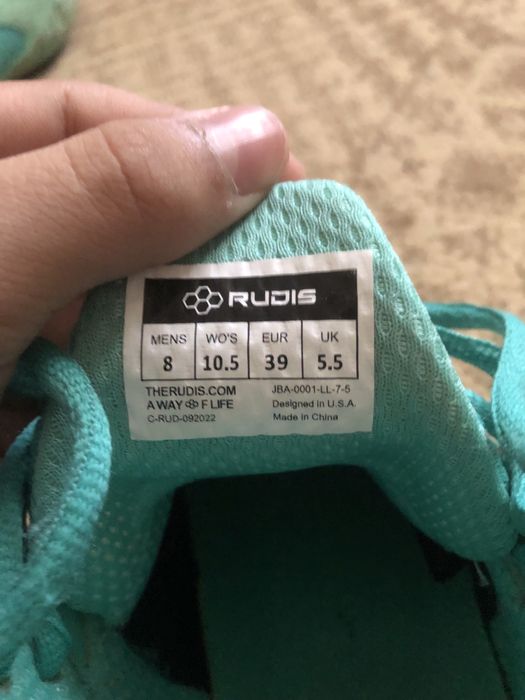 RUDIS
MENS WO'S EUR UK
8 10.5 39 5.5
THERUDIS.COM JBA-0001-LL-7-5
A WAY OF LIFE Designed in U.S.A.
C-RUD-092022 Made in China